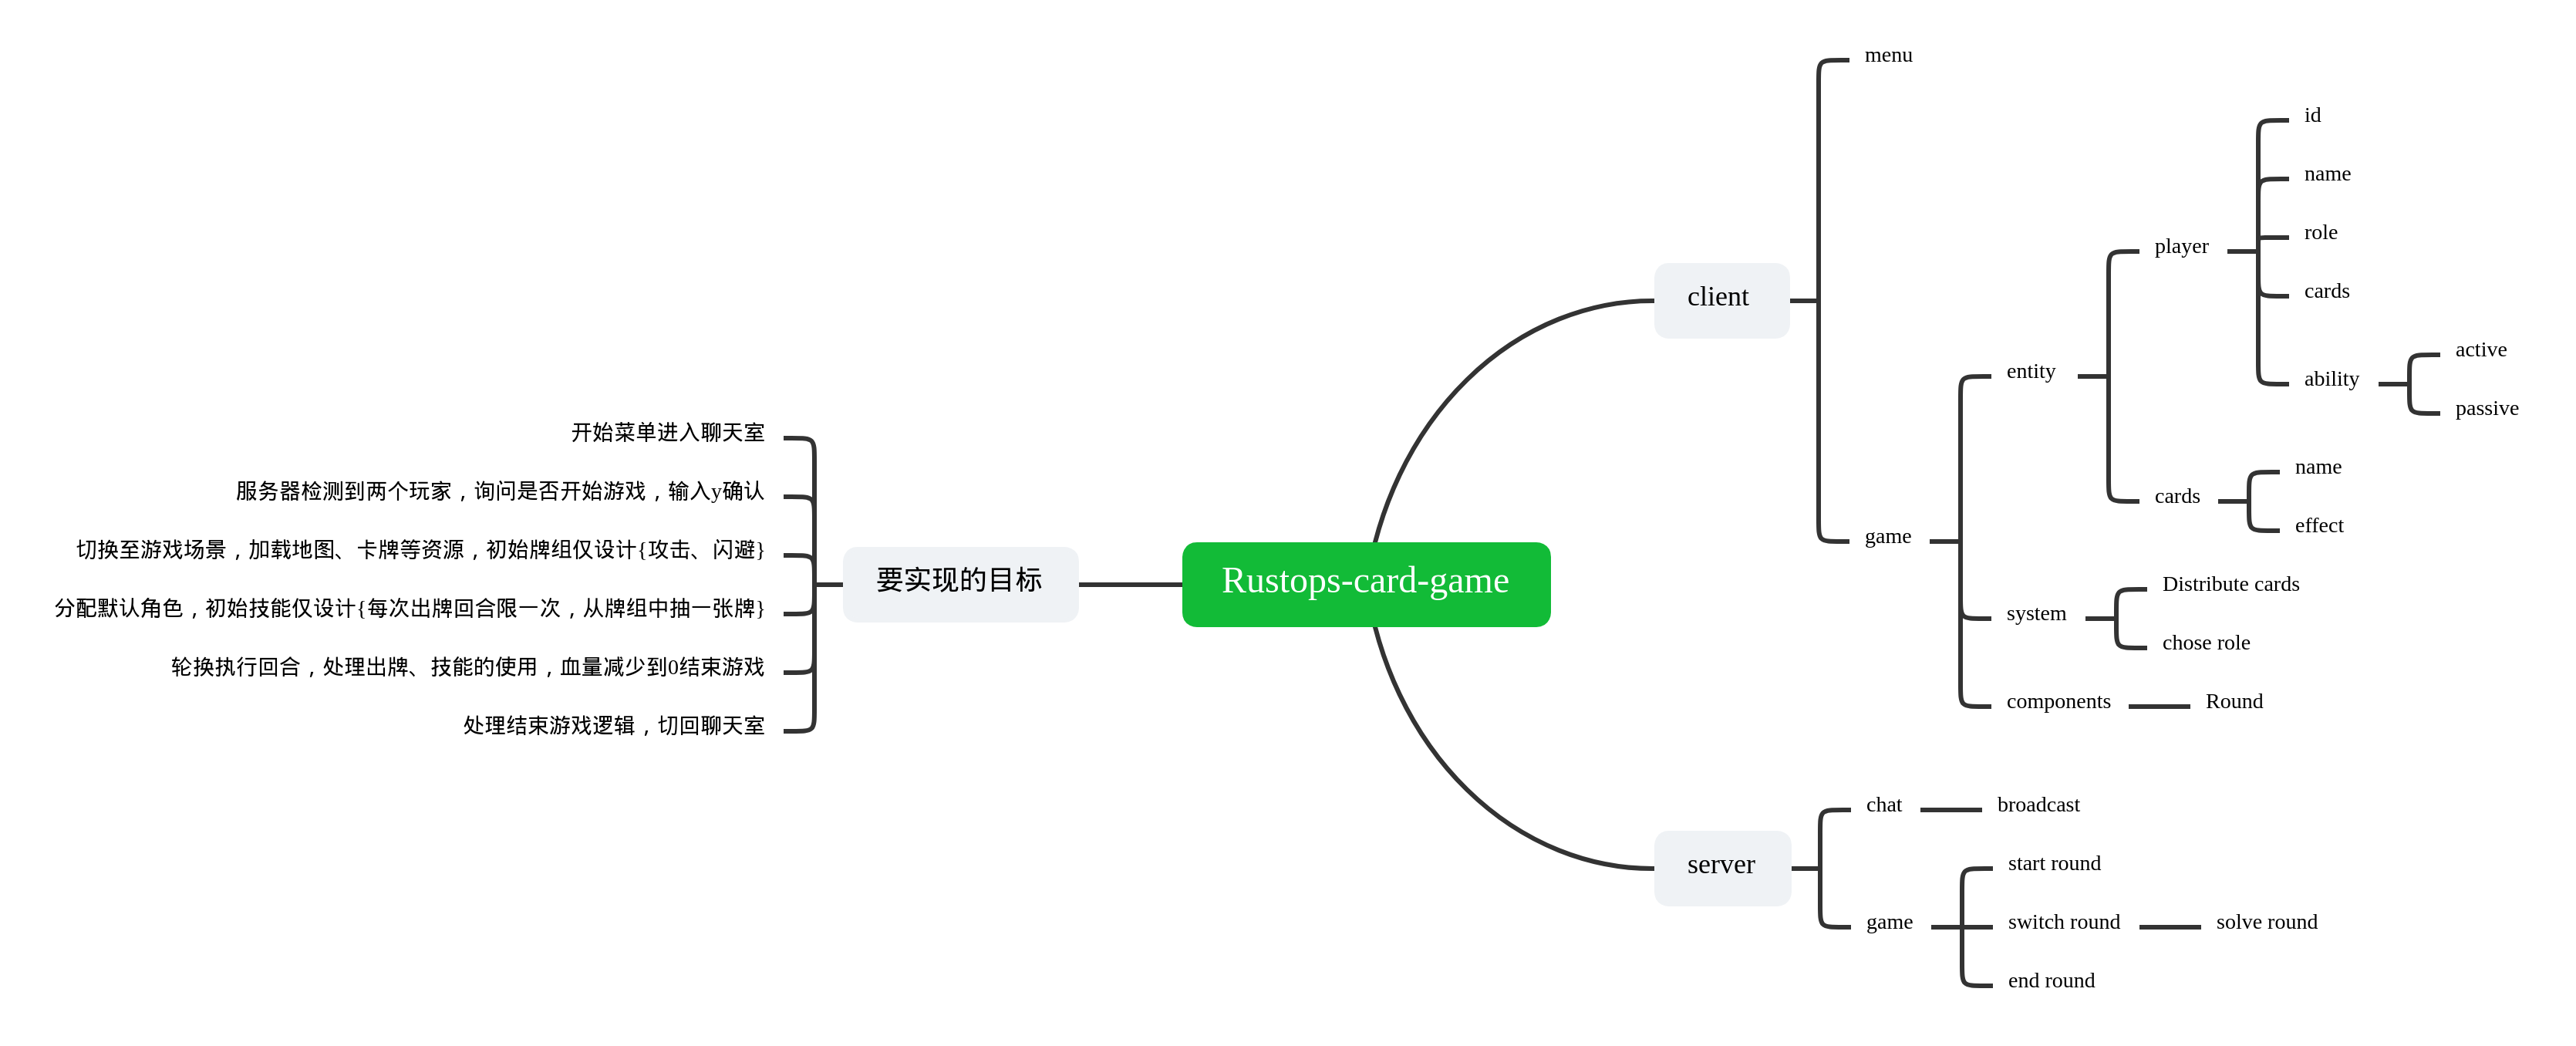 Rustops-card-game
client
menu
game
entity
player
id
name
role
cards
ability
active
passive
cards
name
effect
system
Distribute cards
chose role
components
Round
server
chat
broadcast
game
start round
switch round
solve round
end round
要实现的目标
开始菜单进入聊天室
服务器检测到两个玩家，询问是否开始游戏，输入y确认
切换至游戏场景，加载地图、卡牌等资源，初始牌组仅设计{攻击、闪避}
分配默认角色，初始技能仅设计{每次出牌回合限一次，从牌组中抽一张牌}
轮换执行回合，处理出牌、技能的使用，血量减少到0结束游戏
处理结束游戏逻辑，切回聊天室